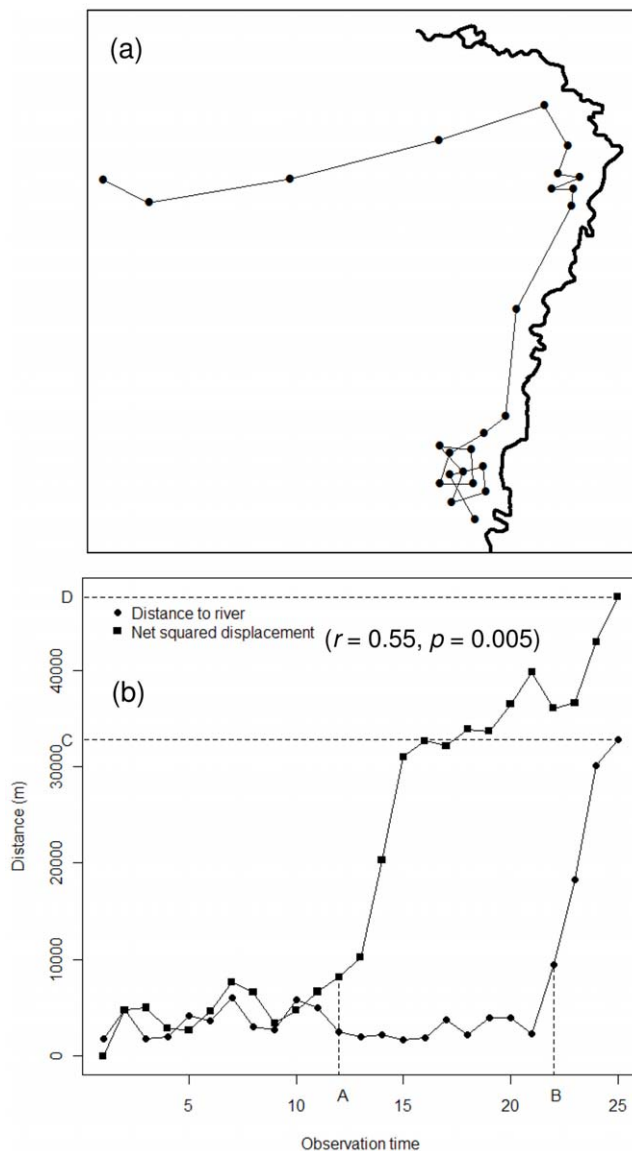 (a)
D
Distance to river
Net squared displacement
(r = 0.55, p = 0.005)
(b)
C
40000
30000
20000
10000
0
Distance (m)
5
10
A
15
20
B
25
Observation time